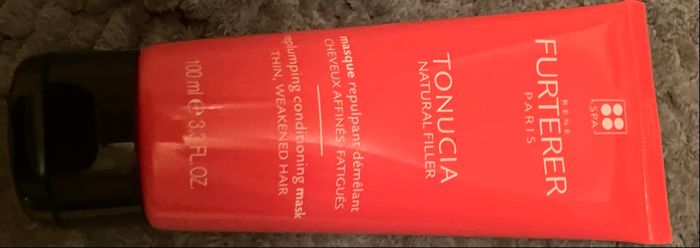 SPA
RENE
FURTERER
PARIS
TONUCIA
NATURAL FILLER
masque repulpant démêlant
CHEVEUX AFFINÉS, FATIGUÉS
replumping conditioning mask
THIN, WEAKENED HAIR
100 ml e 3.3 FL.OZ.